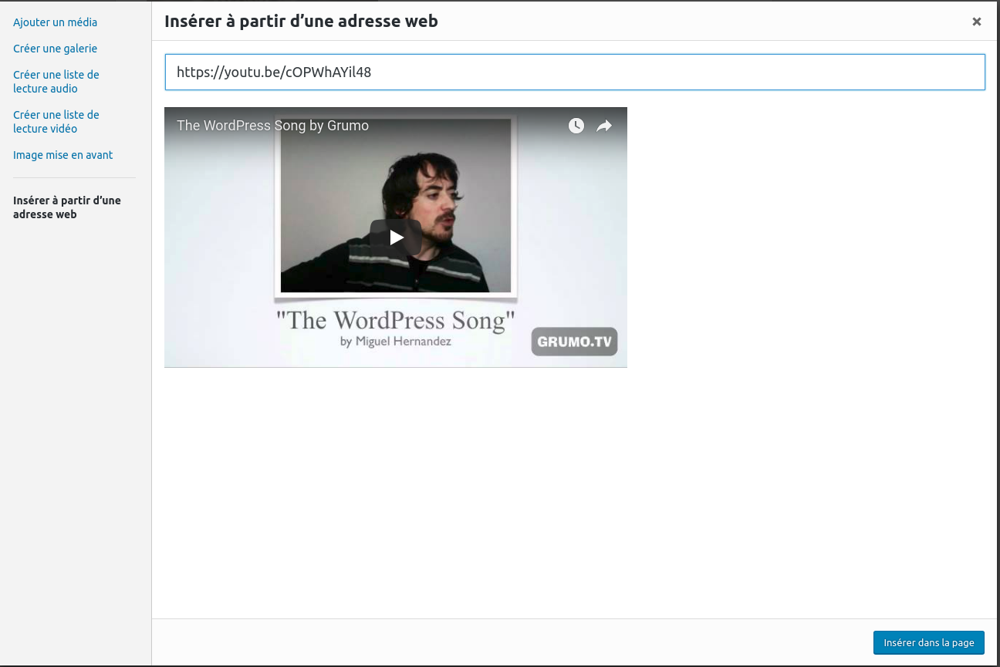 Ajouter un média
Créer une galerie
Créer une liste de
lecture audio
Créer une liste de
lecture vidéo
Image mise en avant
Insérer à partir d’une
adresse web
Insérer à partir d’une adresse web
https://youtu.be/cOPWhAYil48
The WordPress Song by Grumo
"The WordPress Song"
by Miguel Hernandez
GRUMO.TV
Insérer dans la page